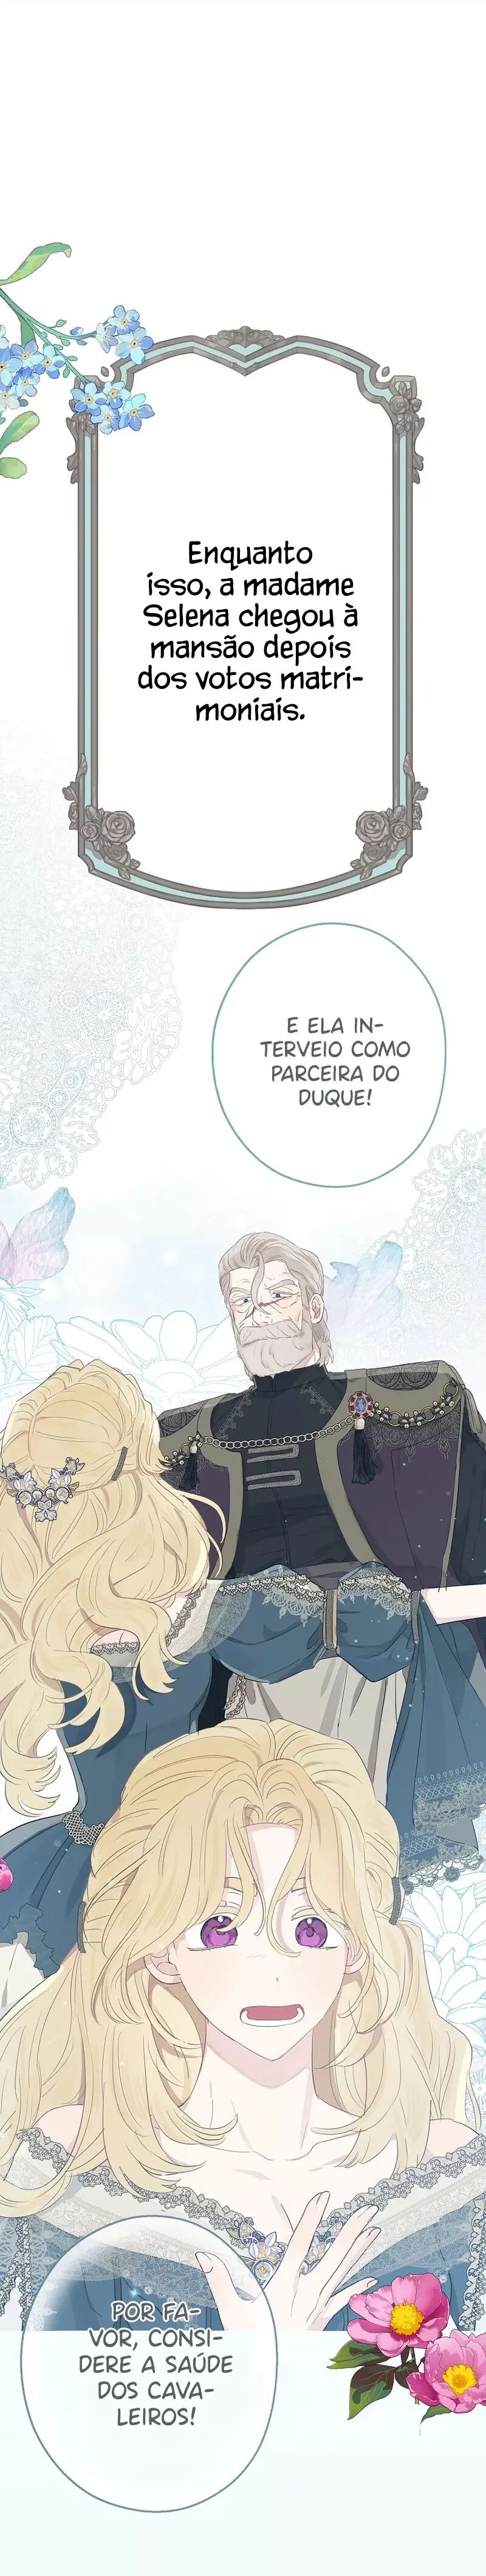 Enquanto
isso, a madame
Selena chegou à
mansão depois
dos votos matri-
moniais.
E ELA IN-
TERVEIO COMO
PARCEIRA DO
DUQUE!
POR FA-
VOR, CONSI-
DERE A SAÚDE
DOS CAVA-
LEIROS!